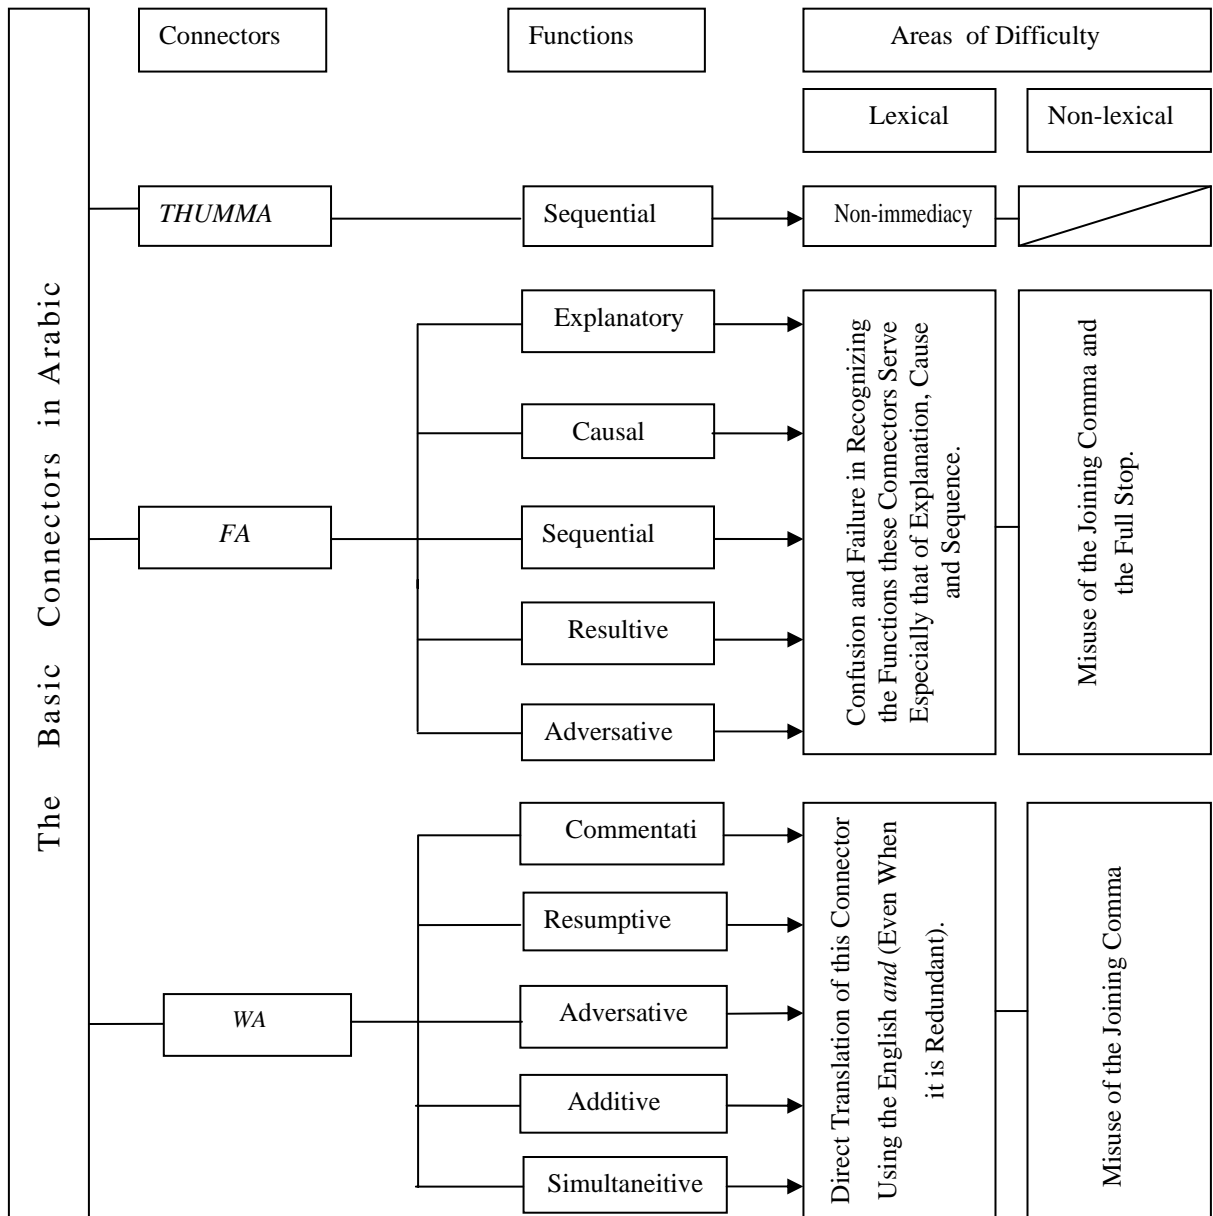 The Basic Connectors in Arabic
Connectors
Functions
Areas of Difficulty
Lexical
Non-lexical
THUMMA
Sequential
Non-immediacy
FA
Explanatory
Causal
Sequential
Resultive
Adversative
Confusion and Failure in Recognizing
the Functions these Connectors Serve
Especially that of Explanation, Cause
and Sequence.
Misuse of the Joining Comma and
the Full Stop.
WA
Commentati
Resumptive
Adversative
Additive
Simultaneitive
Direct Translation of this Connector
Using the English and (Even When
it is Redundant).
Misuse of the Joining Comma